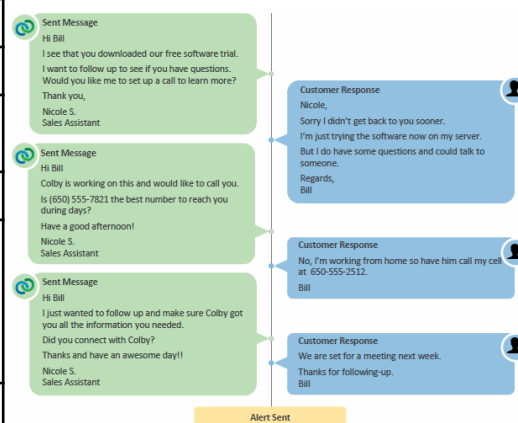 Sent Message
Hi Bill
I see that you downloaded our free software trial.
I want to follow up to see if you have questions.
Would you like me to set up a call to learn more?
Thank you,
Nicole S.
Sales Assistant
Customer Response
Nicole,
Sorry I didn't get back to you sooner.
I'm just trying the software now on my server.
But I do have some questions and could talk to
someone.
Regards,
Bill
Sent Message
Hi Bill
Colby is working on this and would like to call you.
Is (650) 555-7821 the best number to reach you
during days?
Have a good afternoon!
Nicole S.
Sales Assistant
Customer Response
No, I'm working from home so have him call my cell
at 650-555-2512.
Bill
Sent Message
Hi Bill
I just wanted to follow up and make sure Colby got
you all the information you needed.
Did you connect with Colby?
Thanks and have an awesome day!!
Nicole S.
Sales Assistant
Customer Response
We are set for a meeting next week.
Thanks for following-up.
Bill
Alert Sent